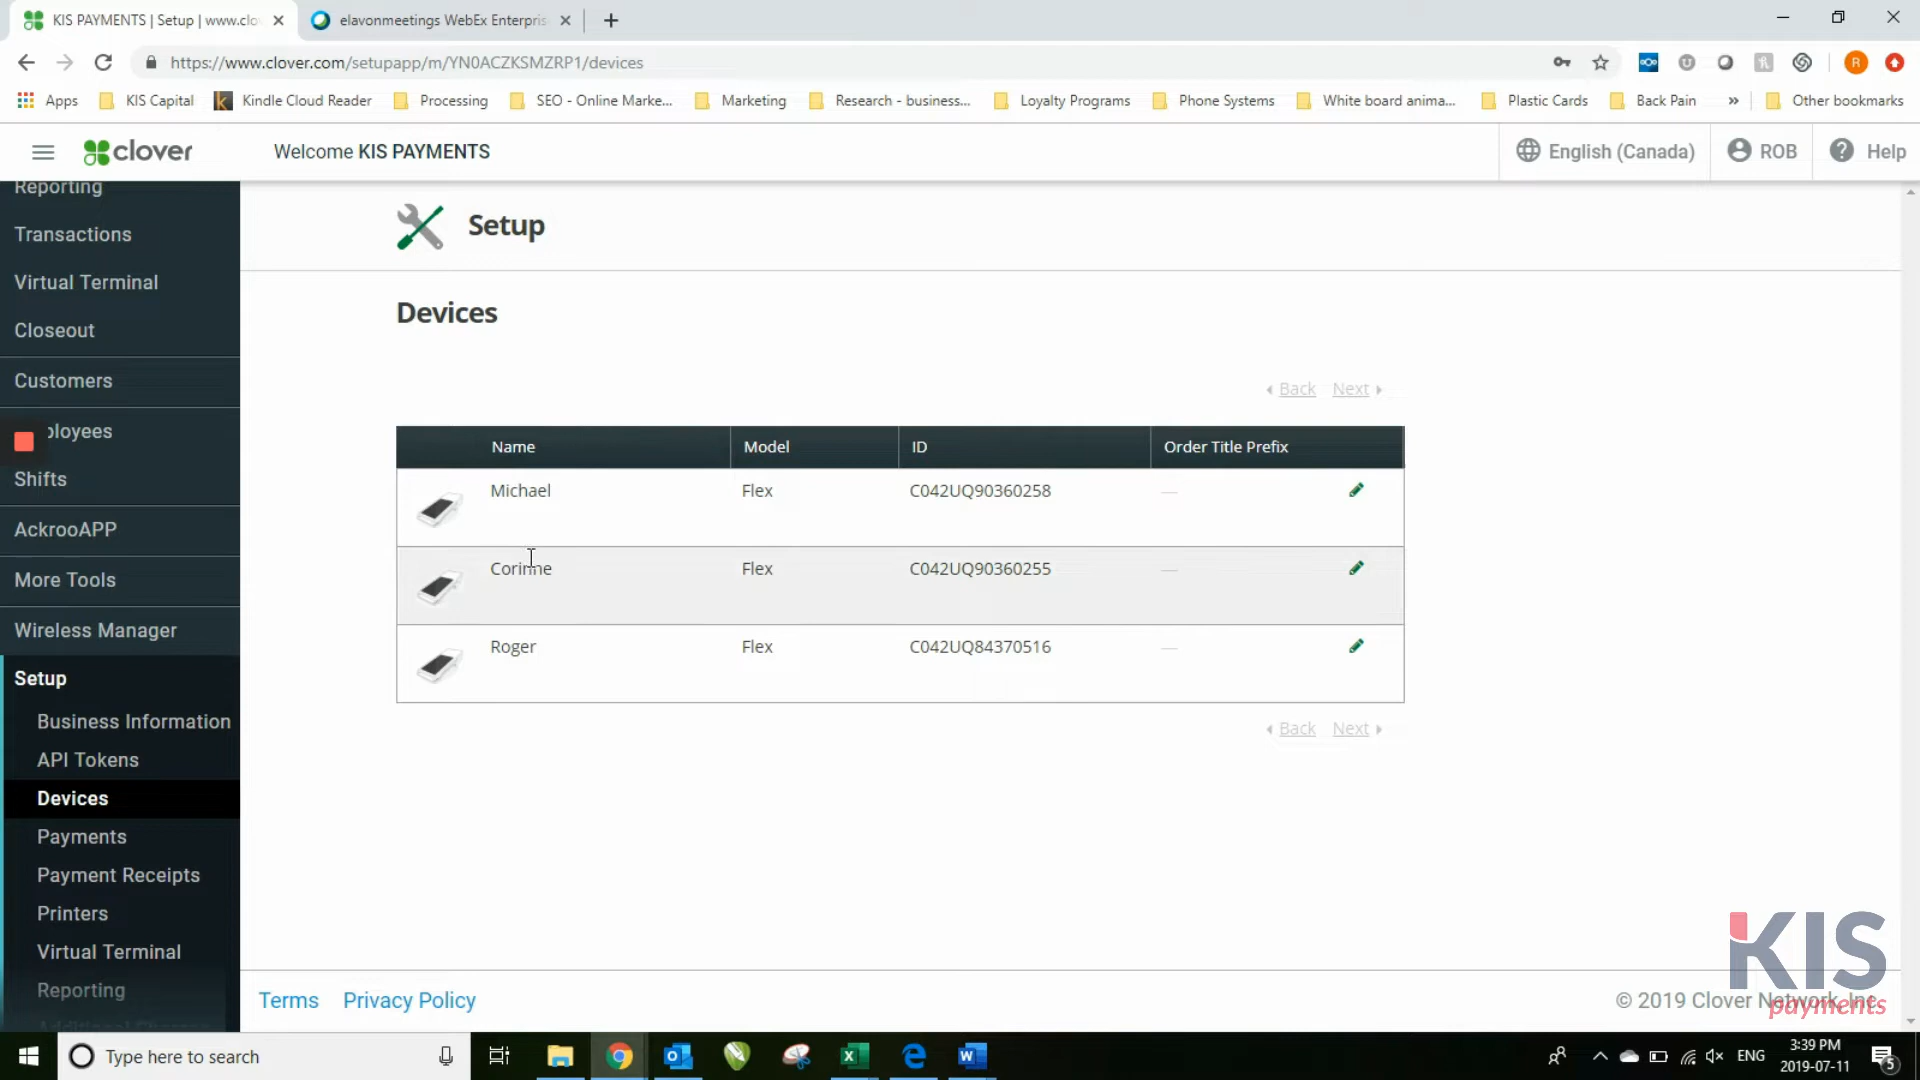 KIS PAYMENTS | Setup | www.clo
elavonmeetings WebEx Enterpris
https://www.clover.com/setupapp/m/YN0ACZKSMZRP1/devices
R
Apps
KIS Capital
Kindle Cloud Reader
Processing
SEO - Online Marke...
Marketing
Research - business...
Loyalty Programs
Phone Systems
White board anima...
Plastic Cards
Back Pain
»
Other bookmarks
clover
Welcome KIS PAYMENTS
English (Canada)
ROB
Help
Reporting
Transactions
Virtual Terminal
Closeout
Customers
ployees
Shifts
AckrooAPP
More Tools
Wireless Manager
Setup
Business Information
API Tokens
Devices
Payments
Payment Receipts
Printers
Virtual Terminal
Reporting
Setup
Devices
Back Next
Name Model ID Order Title Prefix
Michael Flex C042UQ90360258 —
Corinne Flex C042UQ90360255 —
Roger Flex C042UQ84370516 —
Back Next
KIS
payments
Terms Privacy Policy
© 2019 Clover Network, Inc.
Type here to search
ENG
3:39 PM
2019-07-11
5